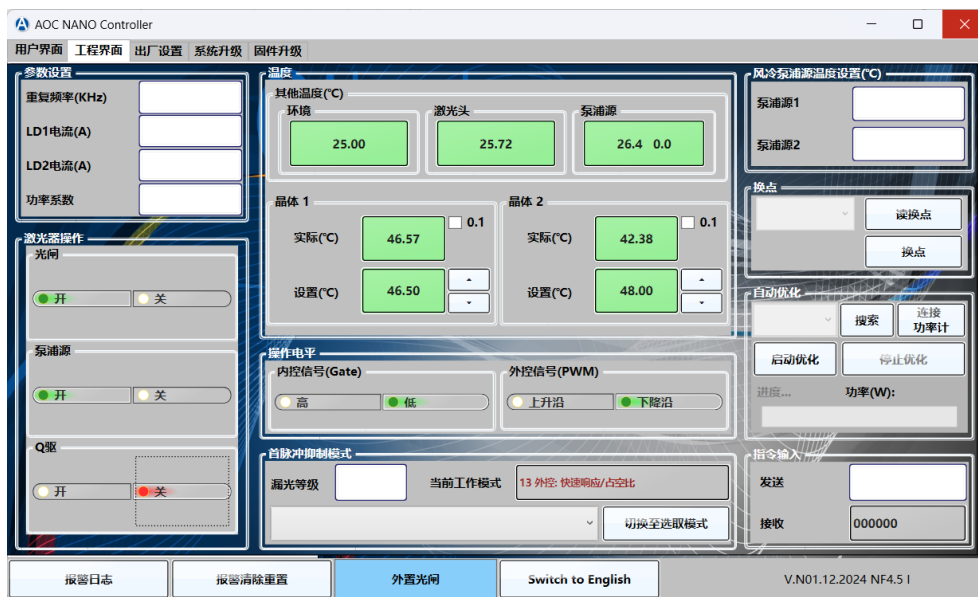 AOC NANO Controller
用户界面 工程界面 出厂设置 系统升级 固件升级
参数设置
重复频率(KHz)
LD1电流(A)
LD2电流(A)
功率系数
激光器操作
光闸
开 关
泵浦源
开 关
Q驱
开 关
温度
其他温度(℃)
环境 激光头 泵浦源
25.00 25.72 26.4 0.0
晶体 1
实际(℃) 46.57 0.1
设置(℃) 46.50
晶体 2
实际(℃) 42.38 0.1
设置(℃) 48.00
操作电平
内控信号(Gate)
高 低
外控信号(PWM)
上升沿 下降沿
首脉冲抑制模式
漏光等级 当前工作模式 13 外控: 快速响应/占空比
切换至选取模式
风冷泵浦源温度设置(℃)
泵浦源1
泵浦源2
换点
读换点
换点
自动优化
搜索 连接
功率计
启动优化 停止优化
进度... 功率(W):
指令输入
发送
接收 000000
报警日志 报警清除重置 外置光闸 Switch to English V.N01.12.2024 NF4.5 I